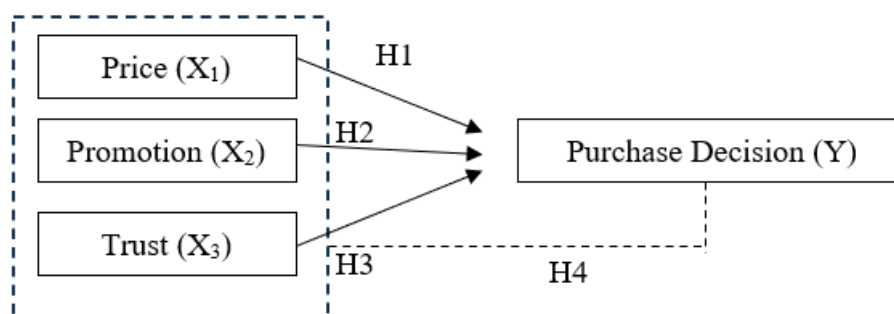 Price (X₁)
H1
Promotion (X₂)
H2
Purchase Decision (Y)
Trust (X₃)
H3
H4